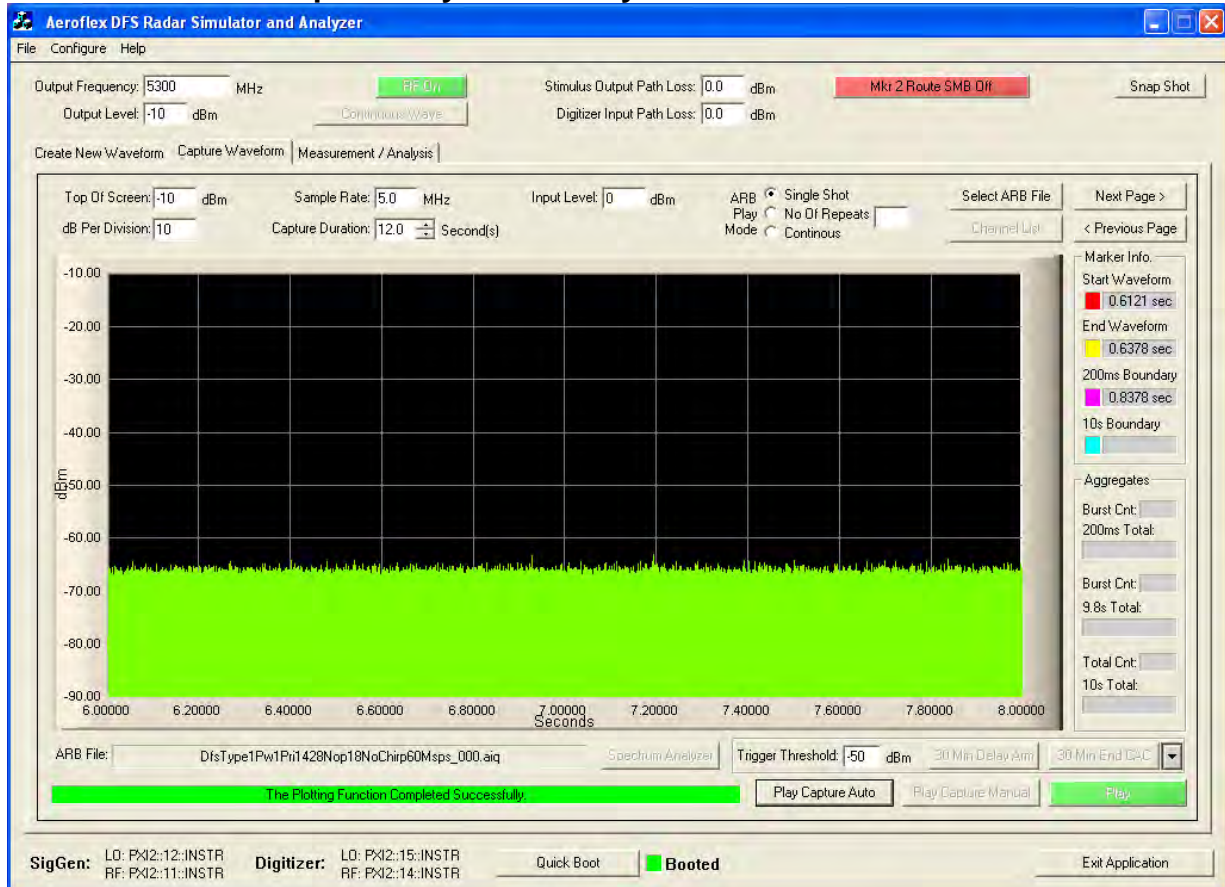 Aeroflex DFS Radar Simulator and Analyzer
File Configure Help
Output Frequency: 5300 MHz
RF On
Stimulus Output Path Loss: 0.0 dBm
Mkr 2 Route SMB Off
Snap Shot
Output Level: -10 dBm
Continuous Wave
Digitizer Input Path Loss: 0.0 dBm
Create New Waveform Capture Waveform Measurement / Analysis
Top Of Screen: -10 dBm
Sample Rate: 5.0 MHz
Input Level: 0 dBm
ARB Play Mode
Single Shot
No Of Repeats
Continous
Select ARB File
Next Page >
dB Per Division: 10
Capture Duration: 12.0 Second(s)
Channel List
< Previous Page
-10.00
-20.00
-30.00
-40.00
-50.00
-60.00
-70.00
-80.00
-90.00
dBm
6.00000 6.20000 6.40000 6.60000 6.80000 7.00000 7.20000 7.40000 7.60000 7.80000 8.00000
Seconds
Marker Info.
Start Waveform
0.6121 sec
End Waveform
0.6378 sec
200ms Boundary
0.8378 sec
10s Boundary
Aggregates
Burst Cnt:
200ms Total:
Burst Cnt:
9.8s Total:
Total Cnt:
10s Total:
ARB File: DfsType1Pw1Pri1428Nop18NoChirp60Msps_000.aiq
Spectrum Analyzer
Trigger Threshold: -50 dBm
30 Min Delay Arm
30 Min End CAC
The Plotting Function Completed Successfully.
Play Capture Auto
Play Capture Manual
Play
SigGen: LO: PXI2::12::INSTR
RF: PXI2::11::INSTR
Digitizer: LO: PXI2::15::INSTR
RF: PXI2::14::INSTR
Quick Boot
Booted
Exit Application